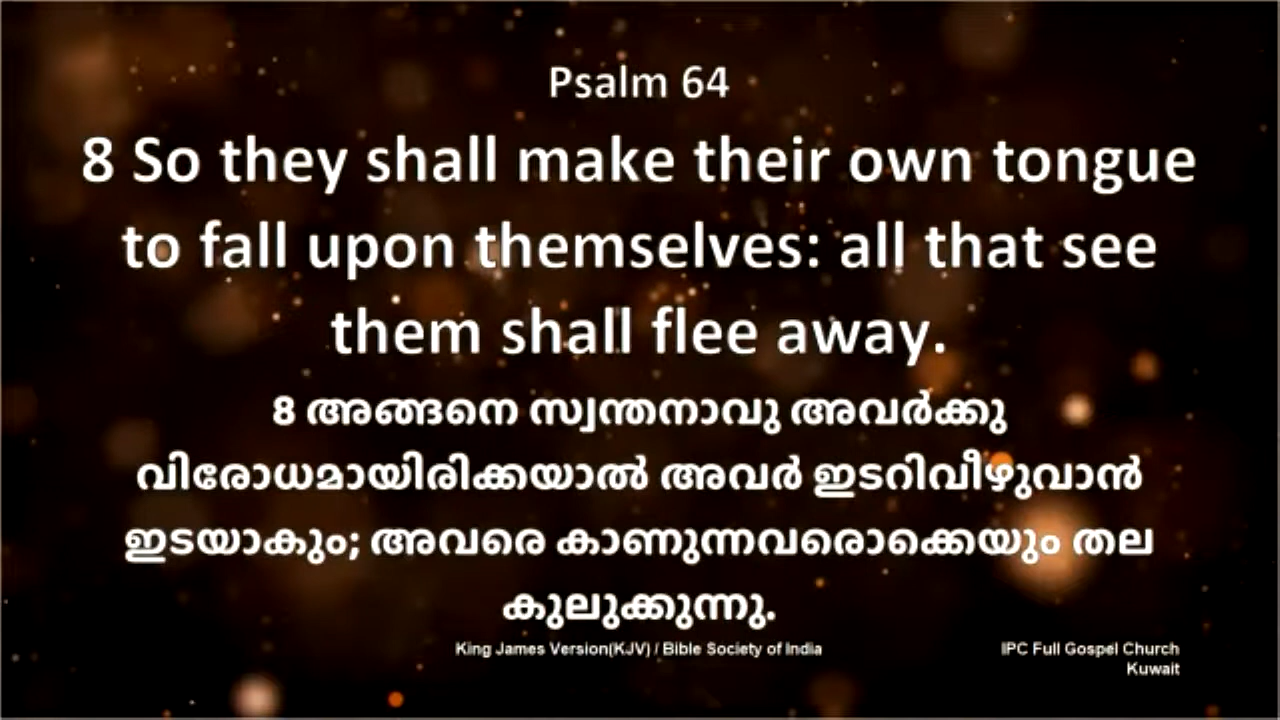 Psalm 64
8 So they shall make their own tongue
to fall upon themselves: all that see
them shall flee away.
8 അങ്ങനെ സ്വന്തനാവു അവർക്കു
വിരോധമായിരിക്കയാൽ അവർ ഇടറിവീഴുവാൻ
ഇടയാകും; അവരെ കാണുന്നവരൊക്കെയും തല
കുലുക്കുന്നു.
King James Version(KJV) / Bible Society of India
IPC Full Gospel Church
Kuwait